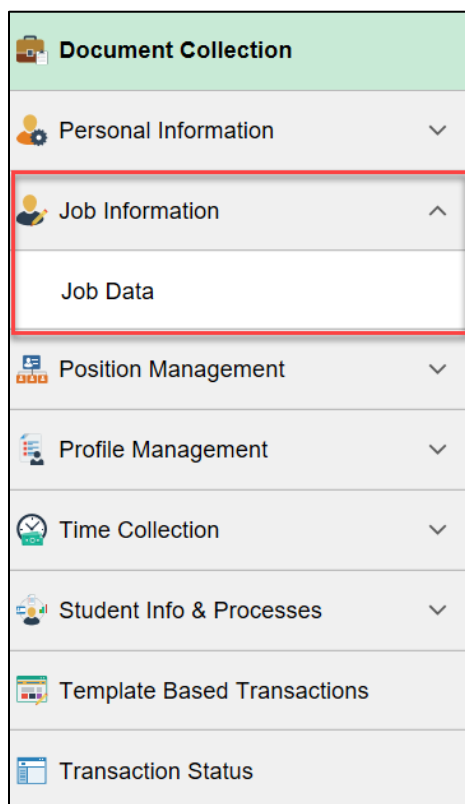 Document Collection
Personal Information
Job Information
Job Data
Position Management
Profile Management
Time Collection
Student Info & Processes
Template Based Transactions
Transaction Status